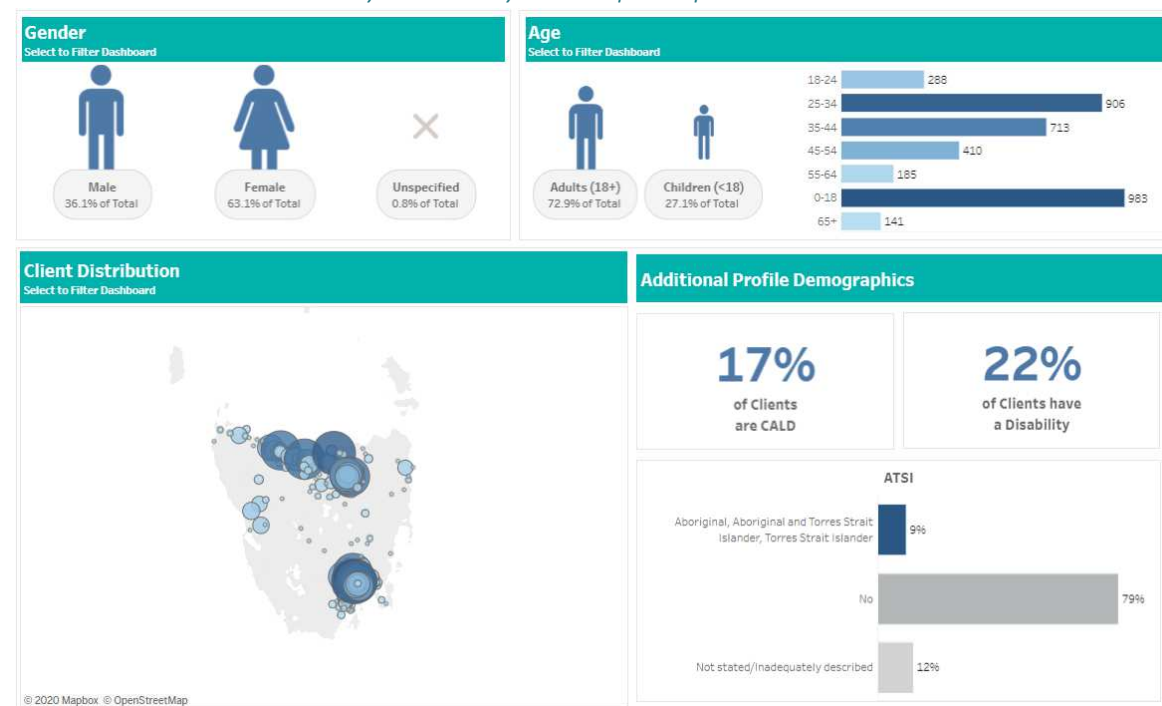 Gender
Select to Filter Dashboard
Male
36.1% of Total
Female
63.1% of Total
Unspecified
0.8% of Total
Age
Select to Filter Dashboard
Adults (18+)
72.9% of Total
Children (<18)
27.1% of Total
18-24 288
25-34 906
35-44 713
45-54 410
55-64 185
0-18 983
65+ 141
Client Distribution
Select to Filter Dashboard
© 2020 Mapbox © OpenStreetMap
Additional Profile Demographics
17%
of Clients
are CALD
22%
of Clients have
a Disability
ATSI
Aboriginal, Aboriginal and Torres Strait
Islander, Torres Strait Islander 9%
No 79%
Not stated/Inadequately described 12%